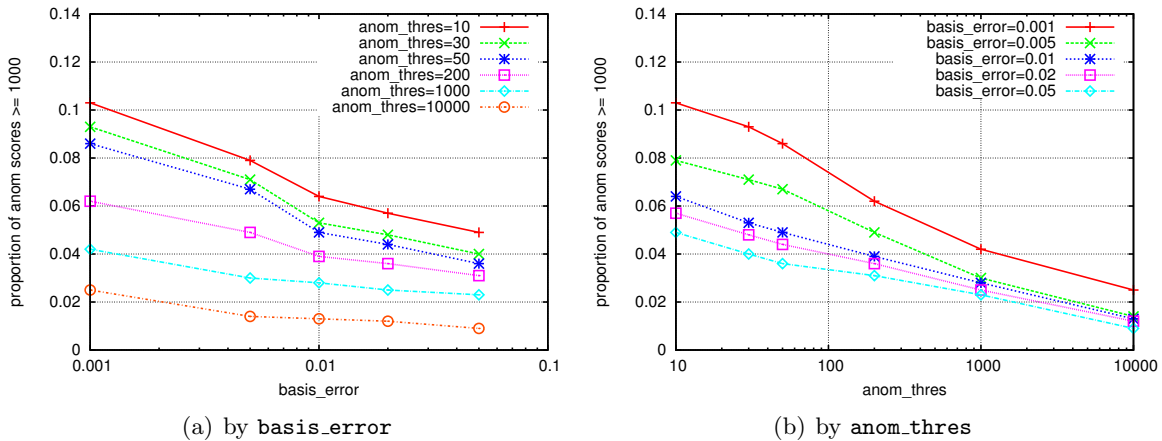 proportion of anom scores >= 1000
0.14
0.12
0.1
0.08
0.06
0.04
0.02
0
0.001
0.01
0.1
basis_error
anom_thres=10
anom_thres=30
anom_thres=50
anom_thres=200
anom_thres=1000
anom_thres=10000
(a) by basis_error
proportion of anom scores >= 1000
0.14
0.12
0.1
0.08
0.06
0.04
0.02
0
10
100
1000
10000
anom_thres
basis_error=0.001
basis_error=0.005
basis_error=0.01
basis_error=0.02
basis_error=0.05
(b) by anom_thres